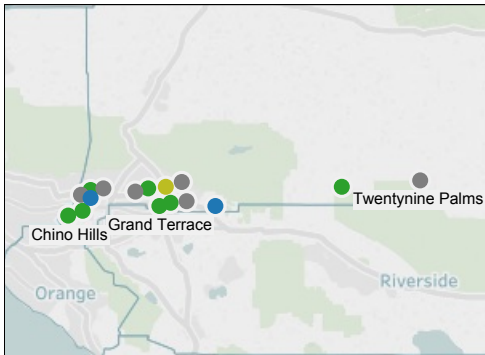 Twentynine Palms
Grand Terrace
Chino Hills
Riverside
Orange